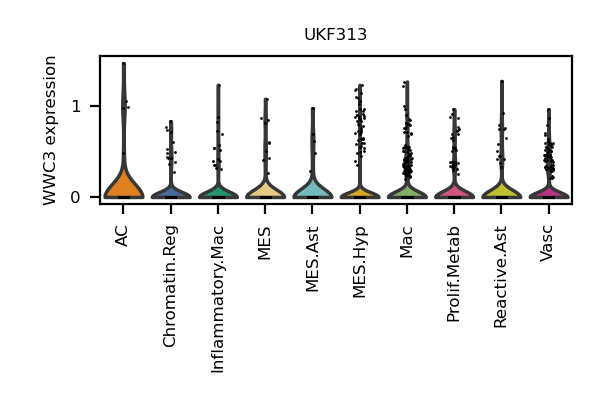 UKF313
WWC3 expression
1
0
AC
Chromatin.Reg
Inflammatory.Mac
MES
MES.Ast
MES.Hyp
Mac
Prolif.Metab
Reactive.Ast
Vasc